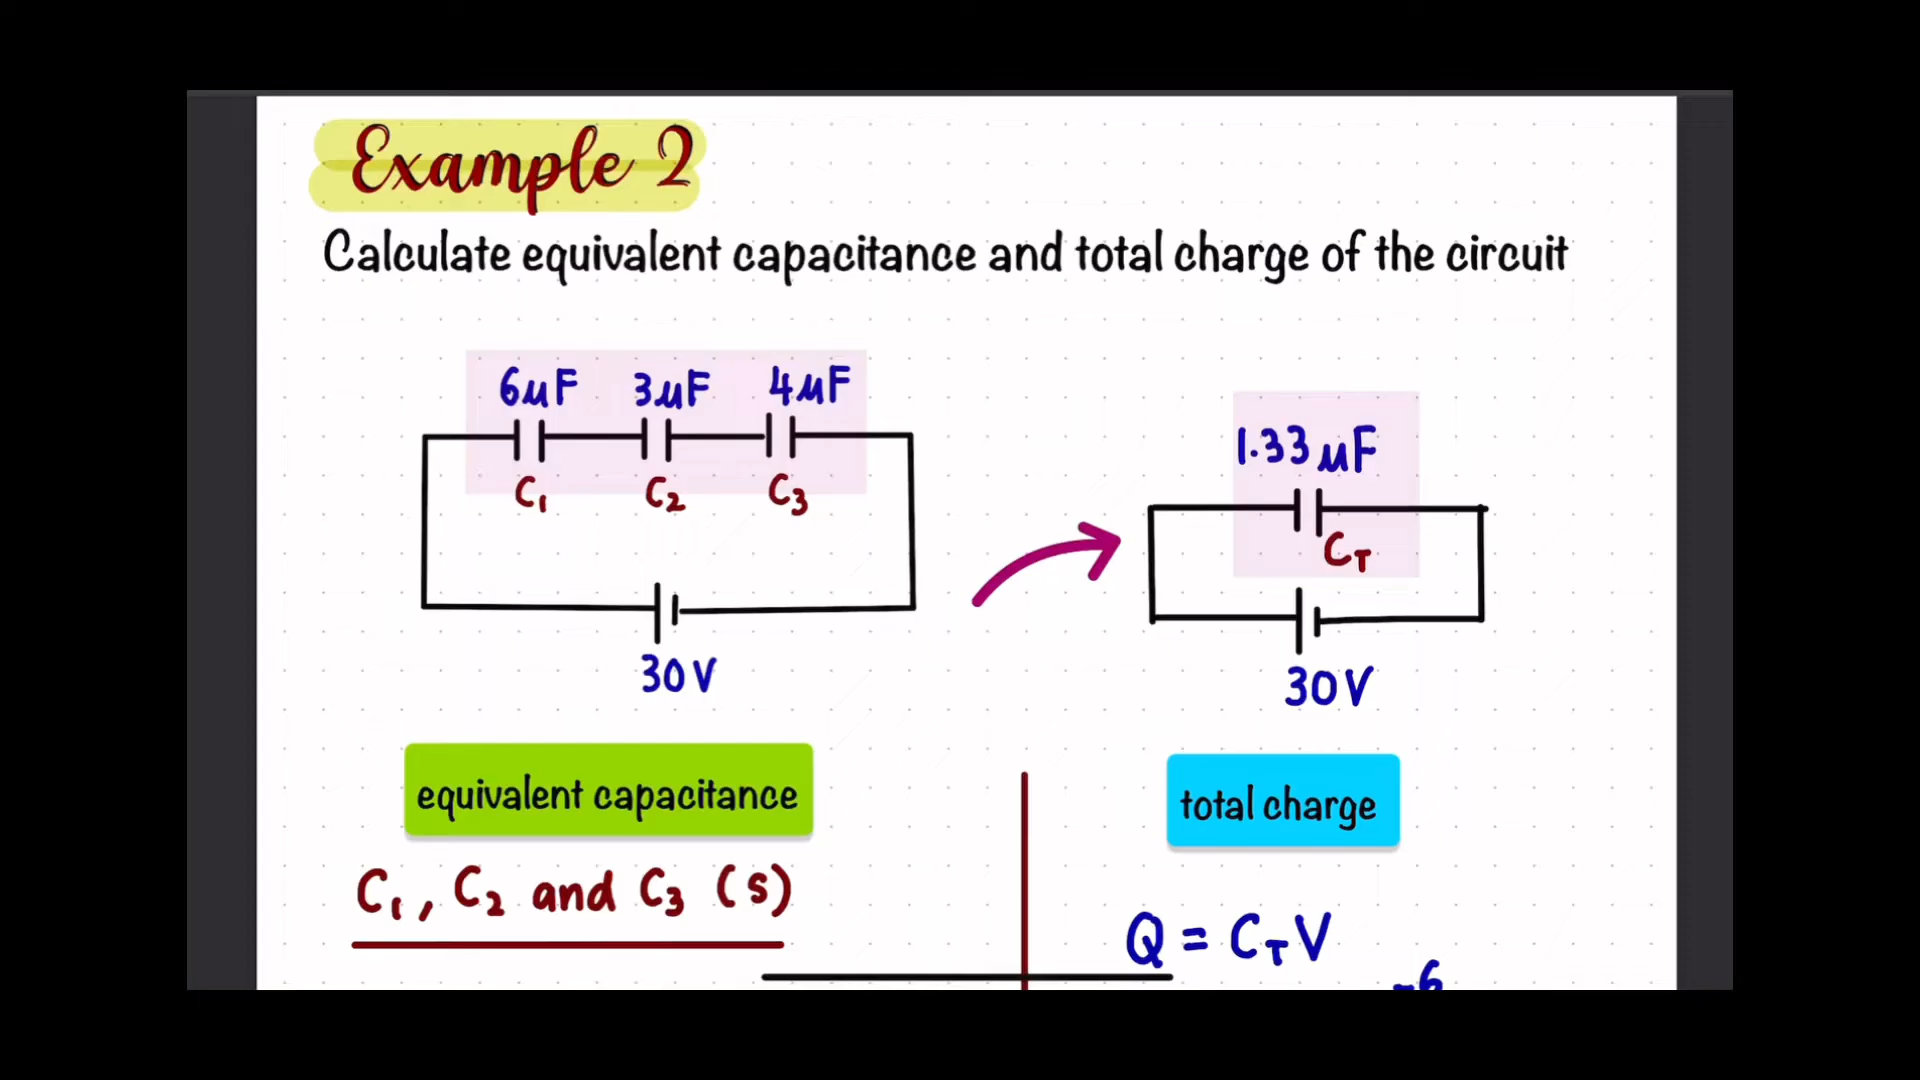 Example 2
Calculate equivalent capacitance and total charge of the circuit
6μF 3μF 4μF
C₁ C₂ C₃
30V
1.33μF
C_T
30V
equivalent capacitance
total charge
C₁, C₂ and C₃ (s)
Q = C_T V
-6